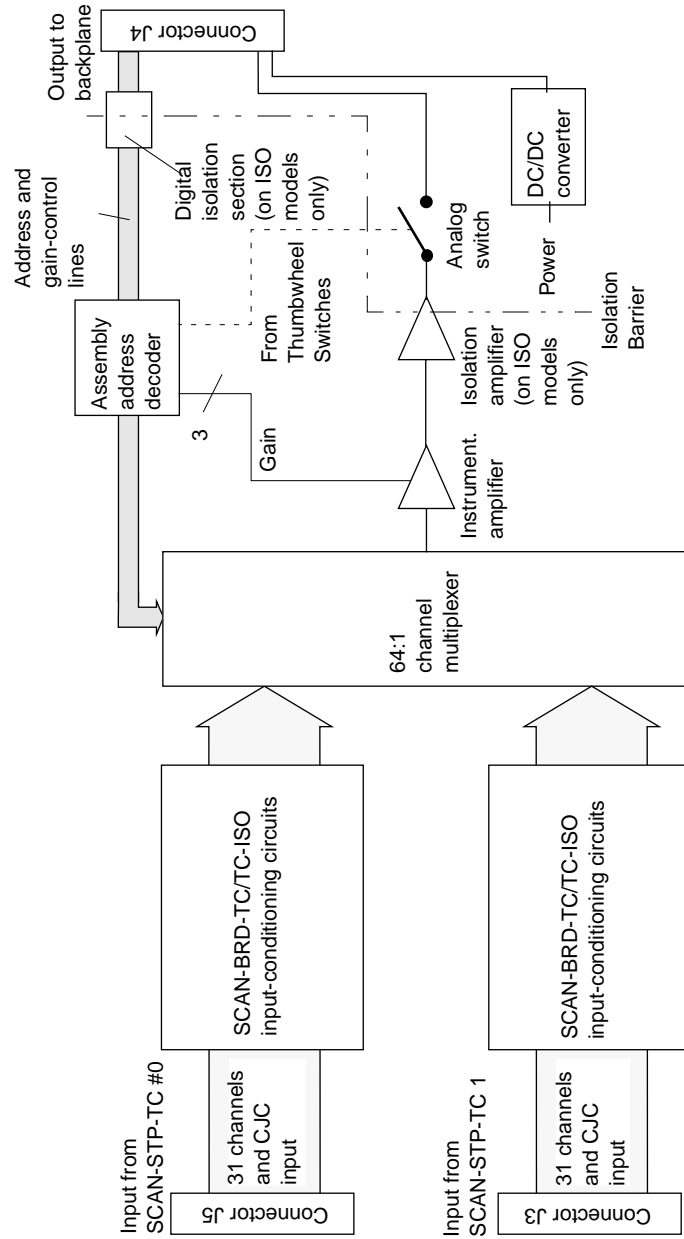 Input from
SCAN-STP-TC #0
Connector J5
31 channels
and CJC
input
SCAN-BRD-TC/TC-ISO
input-conditioning circuits
Input from
SCAN-STP-TC 1
Connector J3
31 channels
and CJC
input
SCAN-BRD-TC/TC-ISO
input-conditioning circuits
64:1
channel
multiplexer
Assembly
address
decoder
Address and
gain-control
lines
Output to
backplane
Connector J4
3
Gain
From
Thumbwheel
Switches
Digital
isolation
section
(on ISO
models
only)
Instrument.
amplifier
Isolation
amplifier
(on ISO
models
only)
Analog
switch
Isolation
Barrier
Power
DC/DC
converter